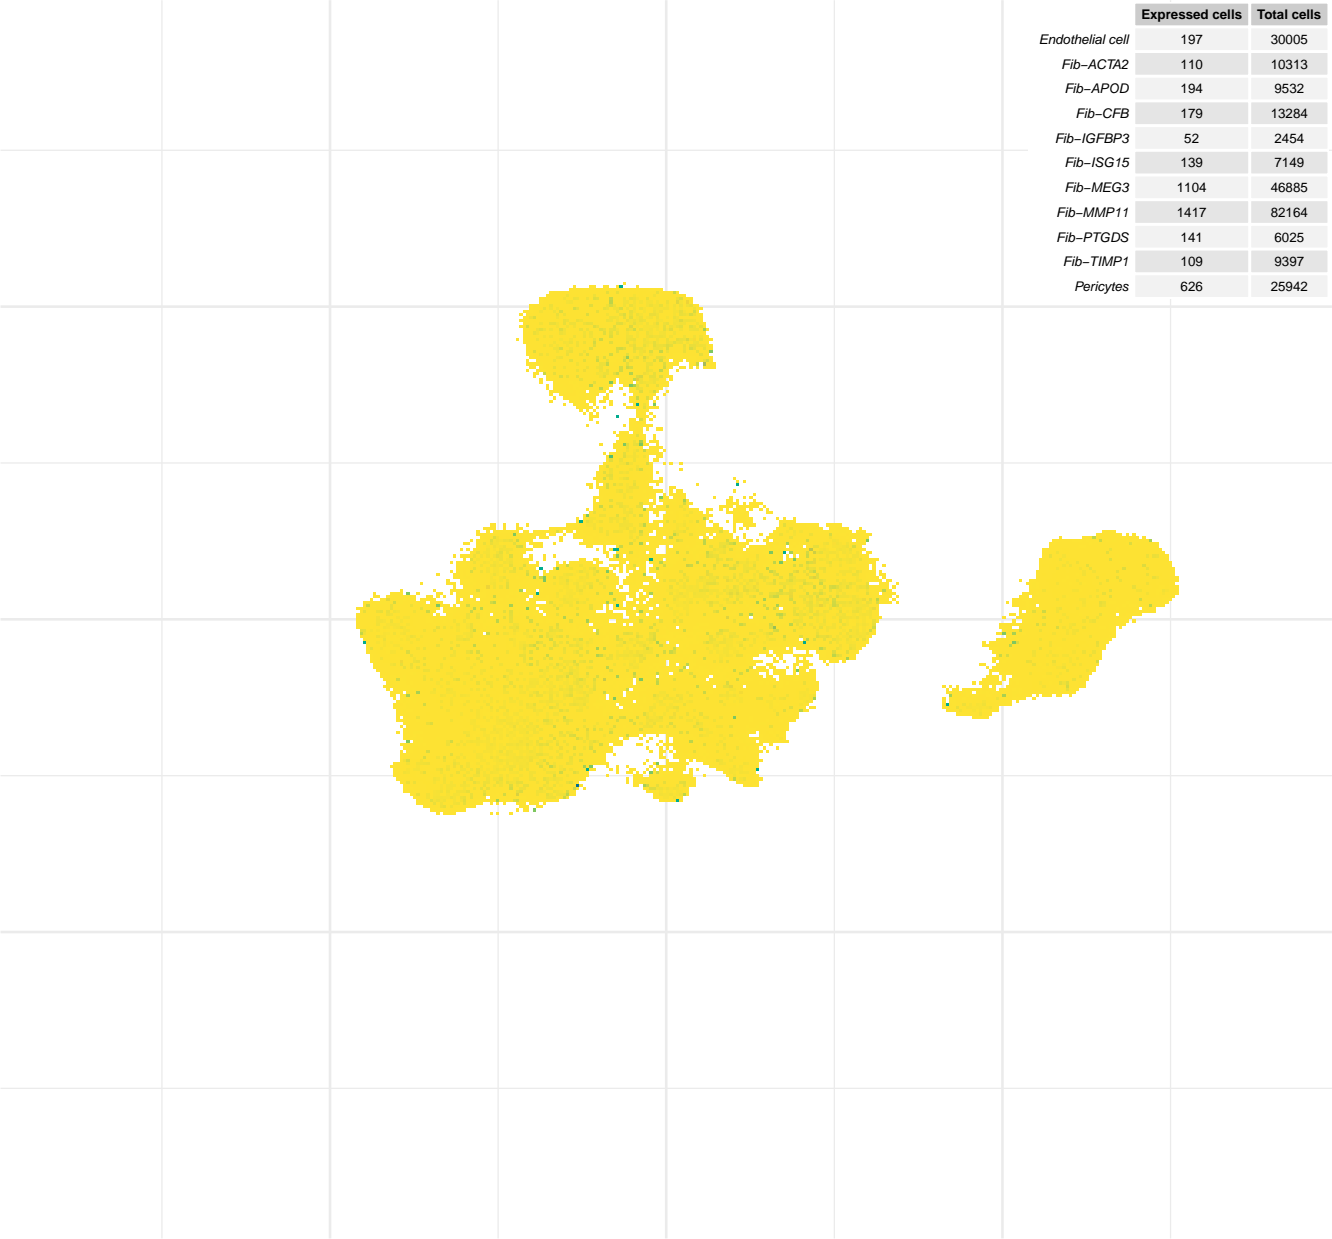 Expressed cells Total cells
Endothelial cell 197 30005
Fib−ACTA2 110 10313
Fib−APOD 194 9532
Fib−CFB 179 13284
Fib−IGFBP3 52 2454
Fib−ISG15 139 7149
Fib−MEG3 1104 46885
Fib−MMP11 1417 82164
Fib−PTGDS 141 6025
Fib−TIMP1 109 9397
Pericytes 626 25942